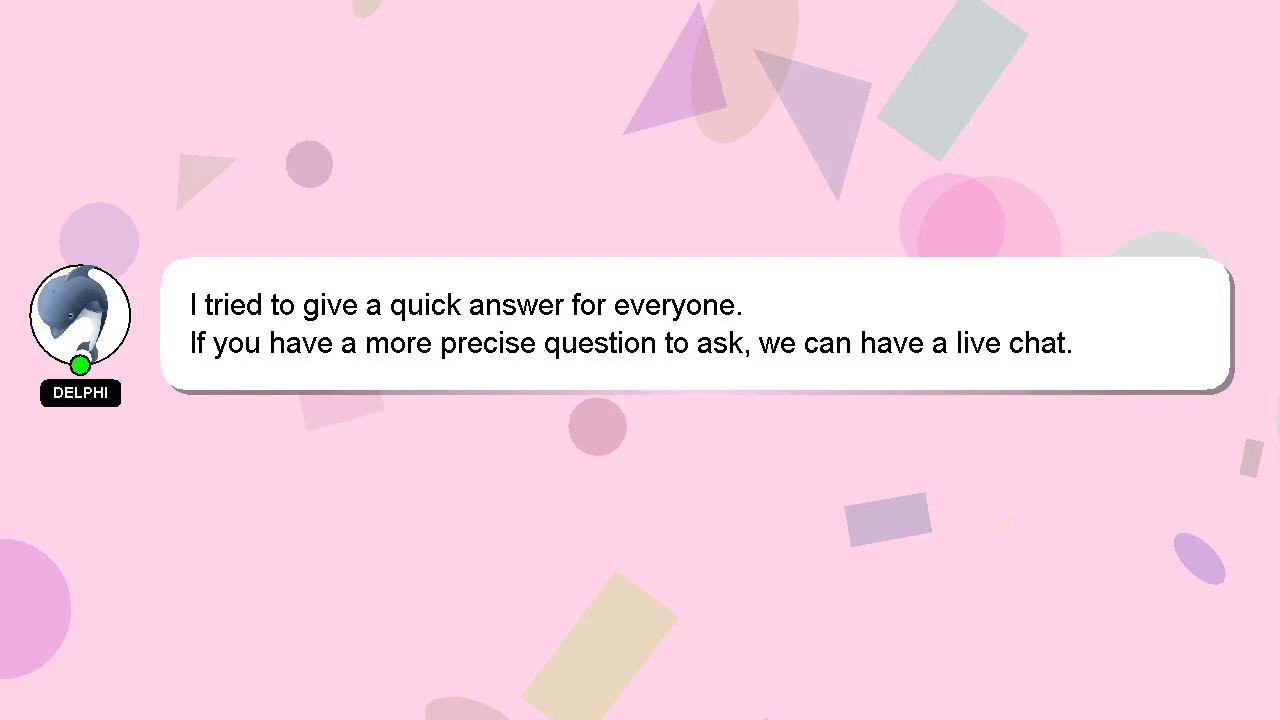 I tried to give a quick answer for everyone.
If you have a more precise question to ask, we can have a live chat.
DELPHI